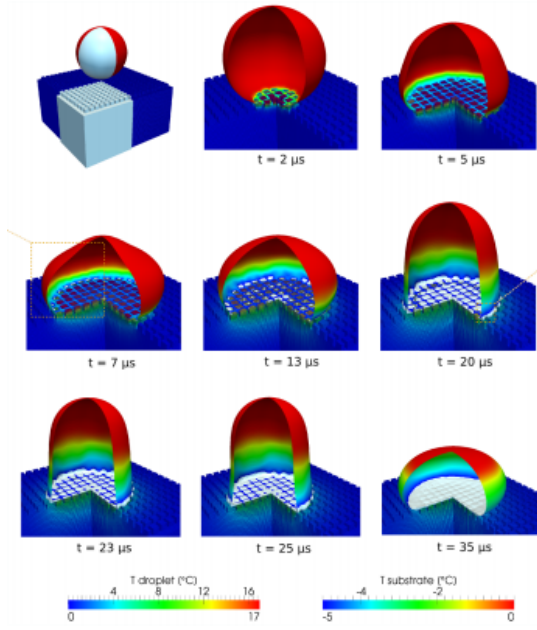 t = 2 µs
t = 5 µs
t = 7 µs
t = 13 µs
t = 20 µs
t = 23 µs
t = 25 µs
t = 35 µs
T droplet (°C)
4 8 12 16
0 17
T substrate (°C)
-4 -2
-5 0